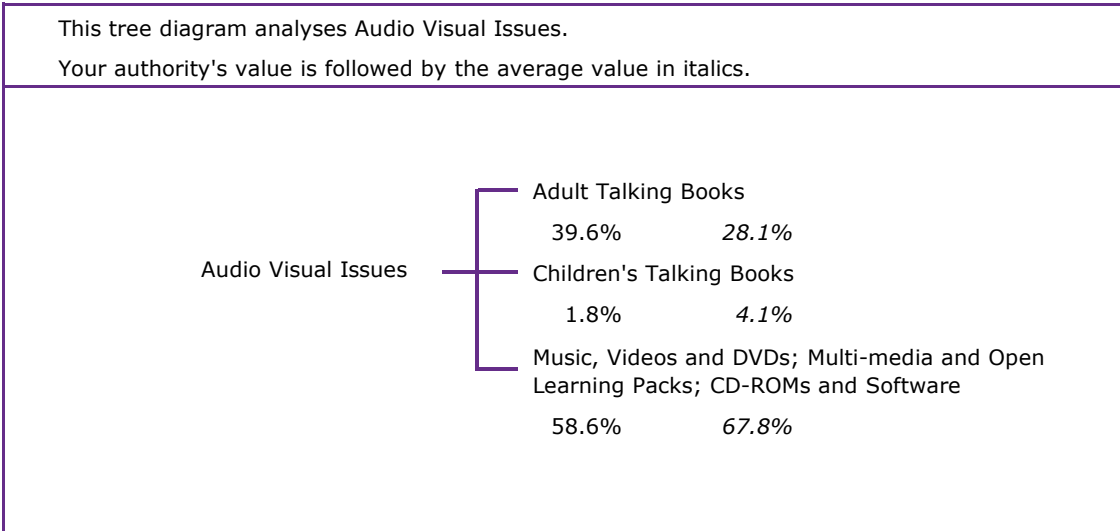 This tree diagram analyses Audio Visual Issues.
Your authority's value is followed by the average value in italics.
Audio Visual Issues
Adult Talking Books
39.6% 28.1%
Children's Talking Books
1.8% 4.1%
Music, Videos and DVDs; Multi-media and Open
Learning Packs; CD-ROMs and Software
58.6% 67.8%